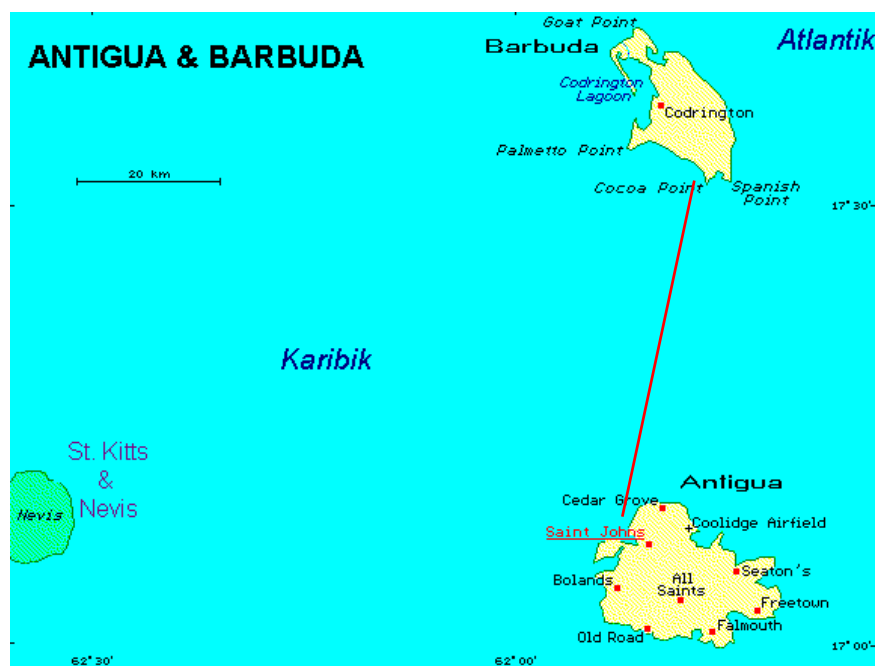 Goat Point
Barbuda
Atlantik
ANTIGUA & BARBUDA
Codrington
Lagoon
Codrington
Palmetto Point
20 km
Cocoa Point
Spanish
Point
17°30'
Karibik
St. Kitts
&
Nevis
Nevis
Antigua
Cedar Grove
Coolidge Airfield
Saint Johns
Seaton's
Bolands
All
Saints
Freetown
Old Road
Falmouth
17°00'
62°30'
62°00'